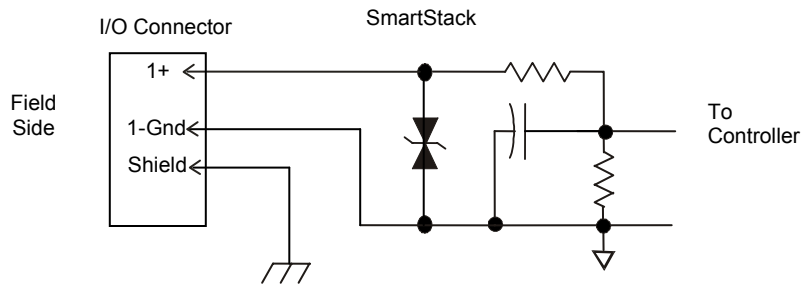 SmartStack
I/O Connector
1+
Field
Side
1-Gnd
To
Controller
Shield